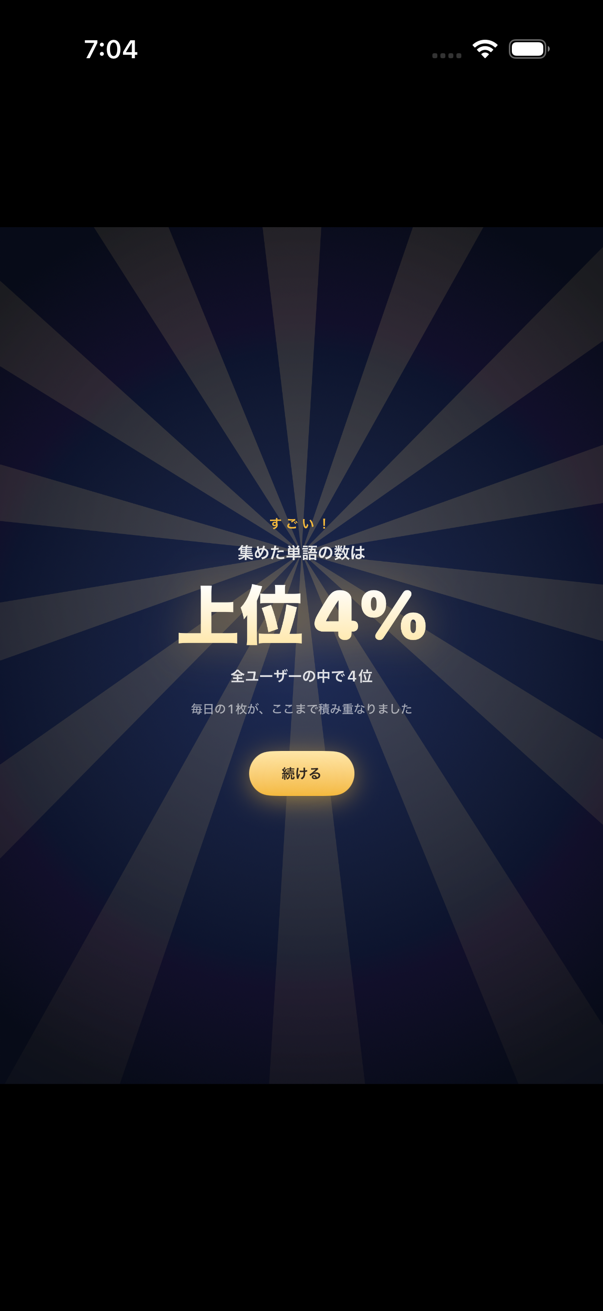 7:04
すごい！
集めた単語の数は
上位4%
全ユーザーの中で4位
毎日の1枚が、ここまで積み重なりました
続ける